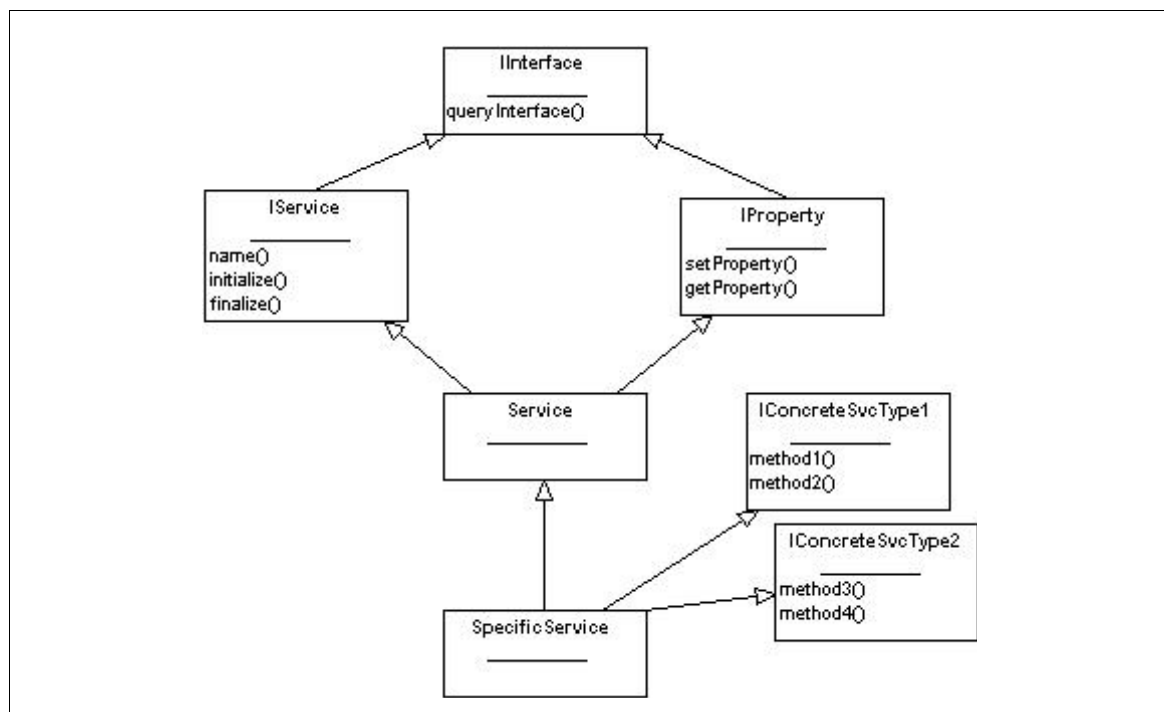 IInterface
queryInterface()
IService
name()
initialize()
finalize()
IProperty
setProperty()
getProperty()
Service
IConcreteSvcType1
method1()
method2()
IConcreteSvcType2
method3()
method4()
SpecificService